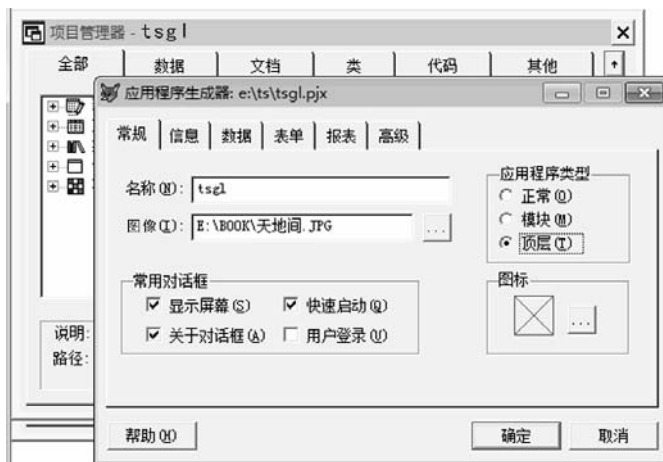 项目管理器 - tsgl
全部 数据 文档 类 代码 其他
应用程序生成器: e:\ts\tsgl.pjx
常规 信息 数据 表单 报表 高级
名称(N): tsgl
图像(I): E:\BOOK\天地间.JPG ...
应用程序类型
正常(O)
模块(M)
顶层(T)
常用对话框
显示屏幕(S) 快速启动(Q)
关于对话框(A) 用户登录(U)
图标
...
说明:
路径:
帮助(H) 确定 取消